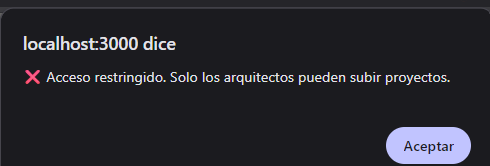 localhost:3000 dice
❌ Acceso restringido. Solo los arquitectos pueden subir proyectos.
Aceptar